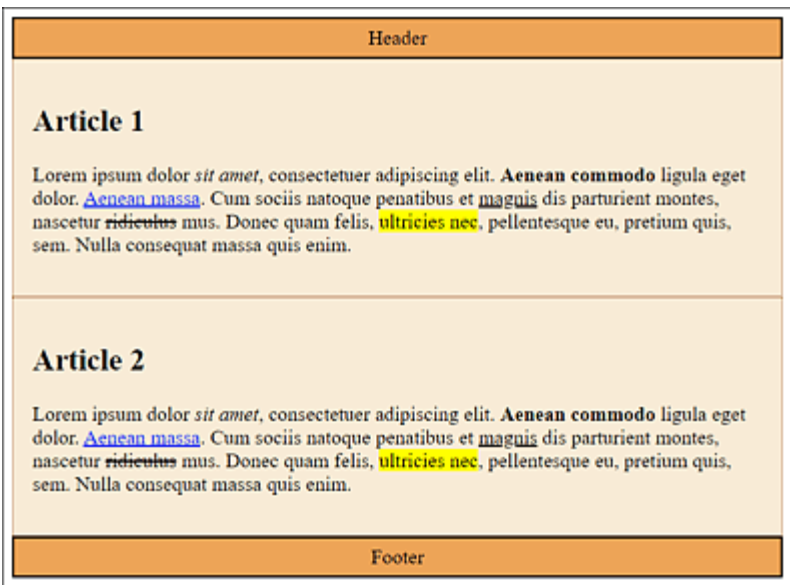 Header
Article 1
Lorem ipsum dolor sit amet, consectetuer adipiscing elit. Aenean commodo ligula eget
dolor. Aenean massa. Cum sociis natoque penatibus et magnis dis parturient montes,
nascetur ridiculus mus. Donec quam felis, ultricies nec, pellentesque eu, pretium quis,
sem. Nulla consequat massa quis enim.
Article 2
Lorem ipsum dolor sit amet, consectetuer adipiscing elit. Aenean commodo ligula eget
dolor. Aenean massa. Cum sociis natoque penatibus et magnis dis parturient montes,
nascetur ridiculus mus. Donec quam felis, ultricies nec, pellentesque eu, pretium quis,
sem. Nulla consequat massa quis enim.
Footer